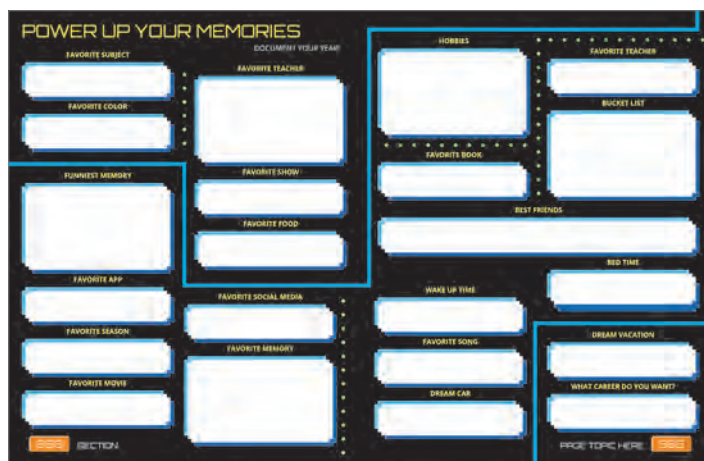 POWER UP YOUR MEMORIES
DOCUMENT YOUR YEAR!
FAVORITE SUBJECT
FAVORITE TEACHER
FAVORITE COLOR
FUNNIEST MEMORY
FAVORITE SHOW
FAVORITE FOOD
FAVORITE APP
FAVORITE SOCIAL MEDIA
FAVORITE SEASON
FAVORITE MEMORY
FAVORITE MOVIE
SECTION
HOBBIES
FAVORITE TEACHER
BUCKET LIST
FAVORITE BOOK
BEST FRIENDS
BED TIME
WAKE UP TIME
FAVORITE SONG
DREAM VACATION
DREAM CAR
WHAT CAREER DO YOU WANT?
PAGE TOPIC HERE